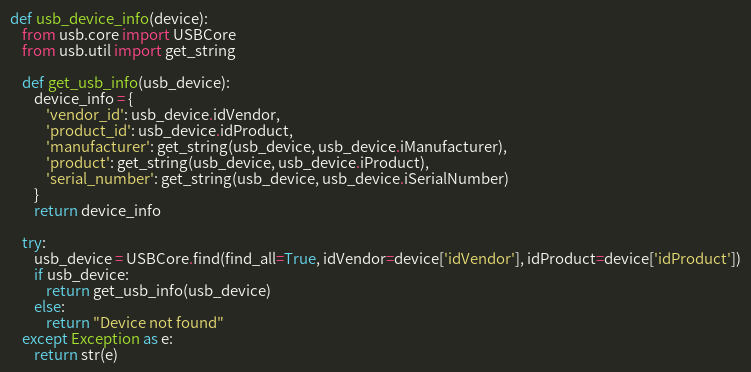 def usb_device_info(device):
    from usb.core import USBCore
    from usb.util import get_string

    def get_usb_info(usb_device):
        device_info = {
            'vendor_id': usb_device.idVendor,
            'product_id': usb_device.idProduct,
            'manufacturer': get_string(usb_device, usb_device.iManufacturer),
            'product': get_string(usb_device, usb_device.iProduct),
            'serial_number': get_string(usb_device, usb_device.iSerialNumber)
        }
        return device_info

    try:
        usb_device = USBCore.find(find_all=True, idVendor=device['idVendor'], idProduct=device['idProduct'])
        if usb_device:
            return get_usb_info(usb_device)
        else:
            return "Device not found"
    except Exception as e:
        return str(e)